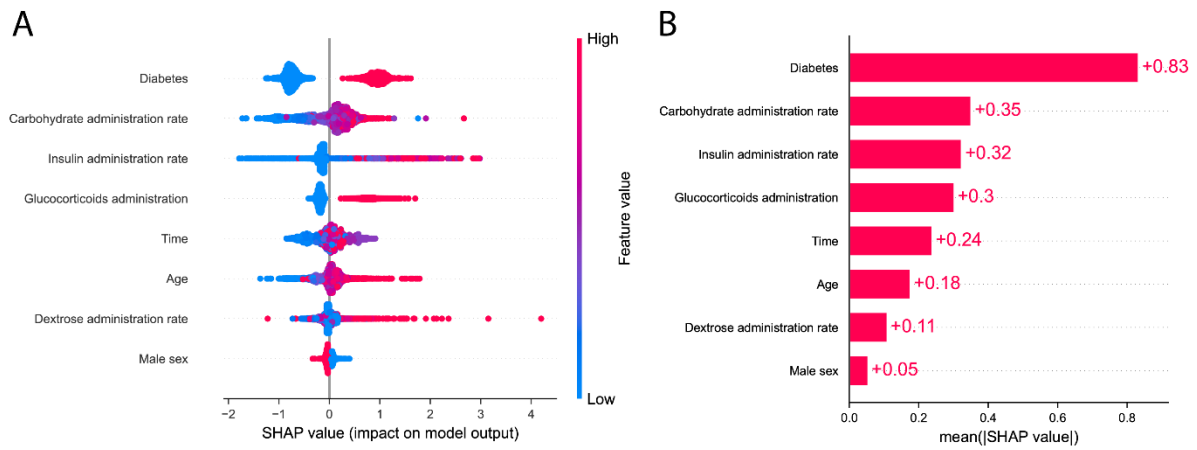 A
Diabetes
Carbohydrate administration rate
Insulin administration rate
Glucocorticoids administration
Time
Age
Dextrose administration rate
Male sex
−2 −1 0 1 2 3 4
SHAP value (impact on model output)
High
Feature value
Low
B
Diabetes +0.83
Carbohydrate administration rate +0.35
Insulin administration rate +0.32
Glucocorticoids administration +0.3
Time +0.24
Age +0.18
Dextrose administration rate +0.11
Male sex +0.05
0.0 0.2 0.4 0.6 0.8
mean(|SHAP value|)